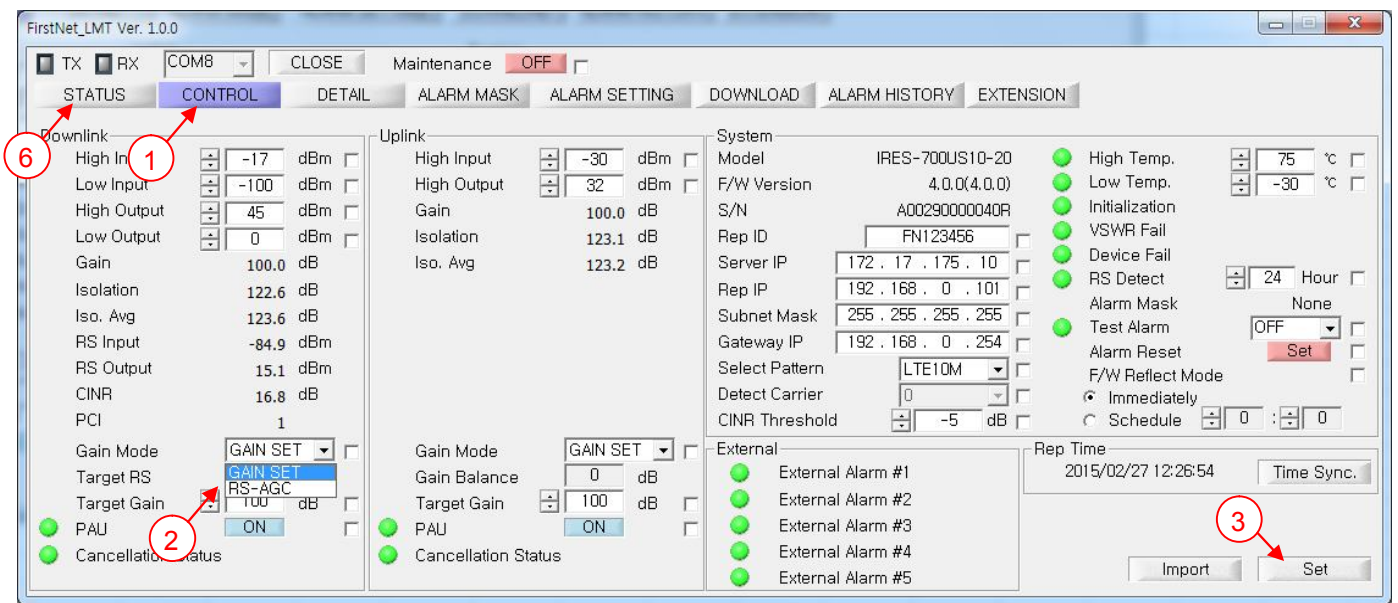 FirstNet_LMT Ver. 1.0.0
TX RX COM8 CLOSE Maintenance OFF
STATUS CONTROL DETAIL ALARM MASK ALARM SETTING DOWNLOAD ALARM HISTORY EXTENSION
6
1
Downlink
High In -17 dBm
Low Input -100 dBm
High Output 45 dBm
Low Output 0 dBm
Gain 100.0 dB
Isolation 122.6 dB
Iso. Avg 123.6 dB
RS Input -84.9 dBm
RS Output 15.1 dBm
CINR 16.8 dB
PCI 1
Gain Mode GAIN SET
Target RS GAIN SET
RS-AGC
Target Gain 100 dB
PAU ON
2
Cancellation Status
Uplink
High Input -30 dBm
High Output 32 dBm
Gain 100.0 dB
Isolation 123.1 dB
Iso. Avg 123.2 dB
Gain Mode GAIN SET
Gain Balance 0 dB
Target Gain 100 dB
PAU ON
Cancellation Status
System
Model IRES-700US10-20
F/W Version 4.0.0(4.0.0)
S/N A00290000040R
Rep ID FN123456
Server IP 172 . 17 . 175 . 10
Rep IP 192 . 168 . 0 . 101
Subnet Mask 255 . 255 . 255 . 255
Gateway IP 192 . 168 . 0 . 254
Select Pattern LTE10M
Detect Carrier 0
CINR Threshold -5 dB
High Temp. 75 ℃
Low Temp. -30 ℃
Initialization
VSWR Fail
Device Fail
RS Detect 24 Hour
Alarm Mask None
Test Alarm OFF
Alarm Reset Set
F/W Reflect Mode
Immediately
Schedule 0 : 0
External
External Alarm #1
External Alarm #2
External Alarm #3
External Alarm #4
External Alarm #5
Rep Time
2015/02/27 12:26:54 Time Sync.
3
Import Set